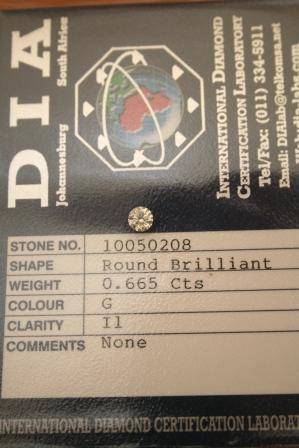 DIA
Johannesburg South Africa
INTERNATIONAL DIAMOND
CERTIFICATION LABORATORY
Tel/Fax: (011) 334-5911
Email: DIAlab@telkomsa.net
STONE NO. 10050208
SHAPE Round Brilliant
WEIGHT 0.665 Cts
COLOUR G
CLARITY I1
COMMENTS None
INTERNATIONAL DIAMOND CERTIFICATION LABORAT